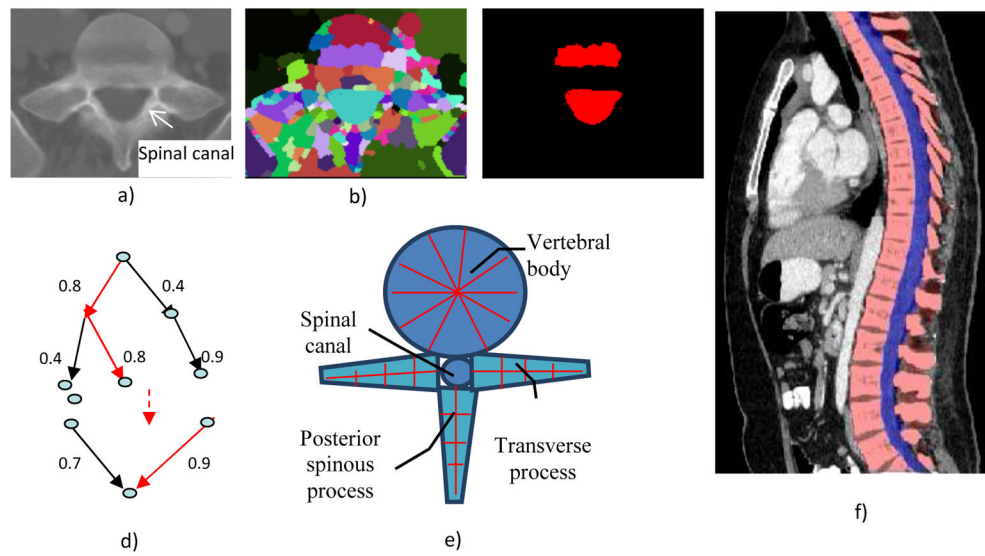 Spinal canal
a)
b)
0.8
0.4
0.4
0.8
0.9
0.7
0.9
d)
Vertebral
body
Spinal
canal
Posterior
spinous
process
Transverse
process
e)
f)